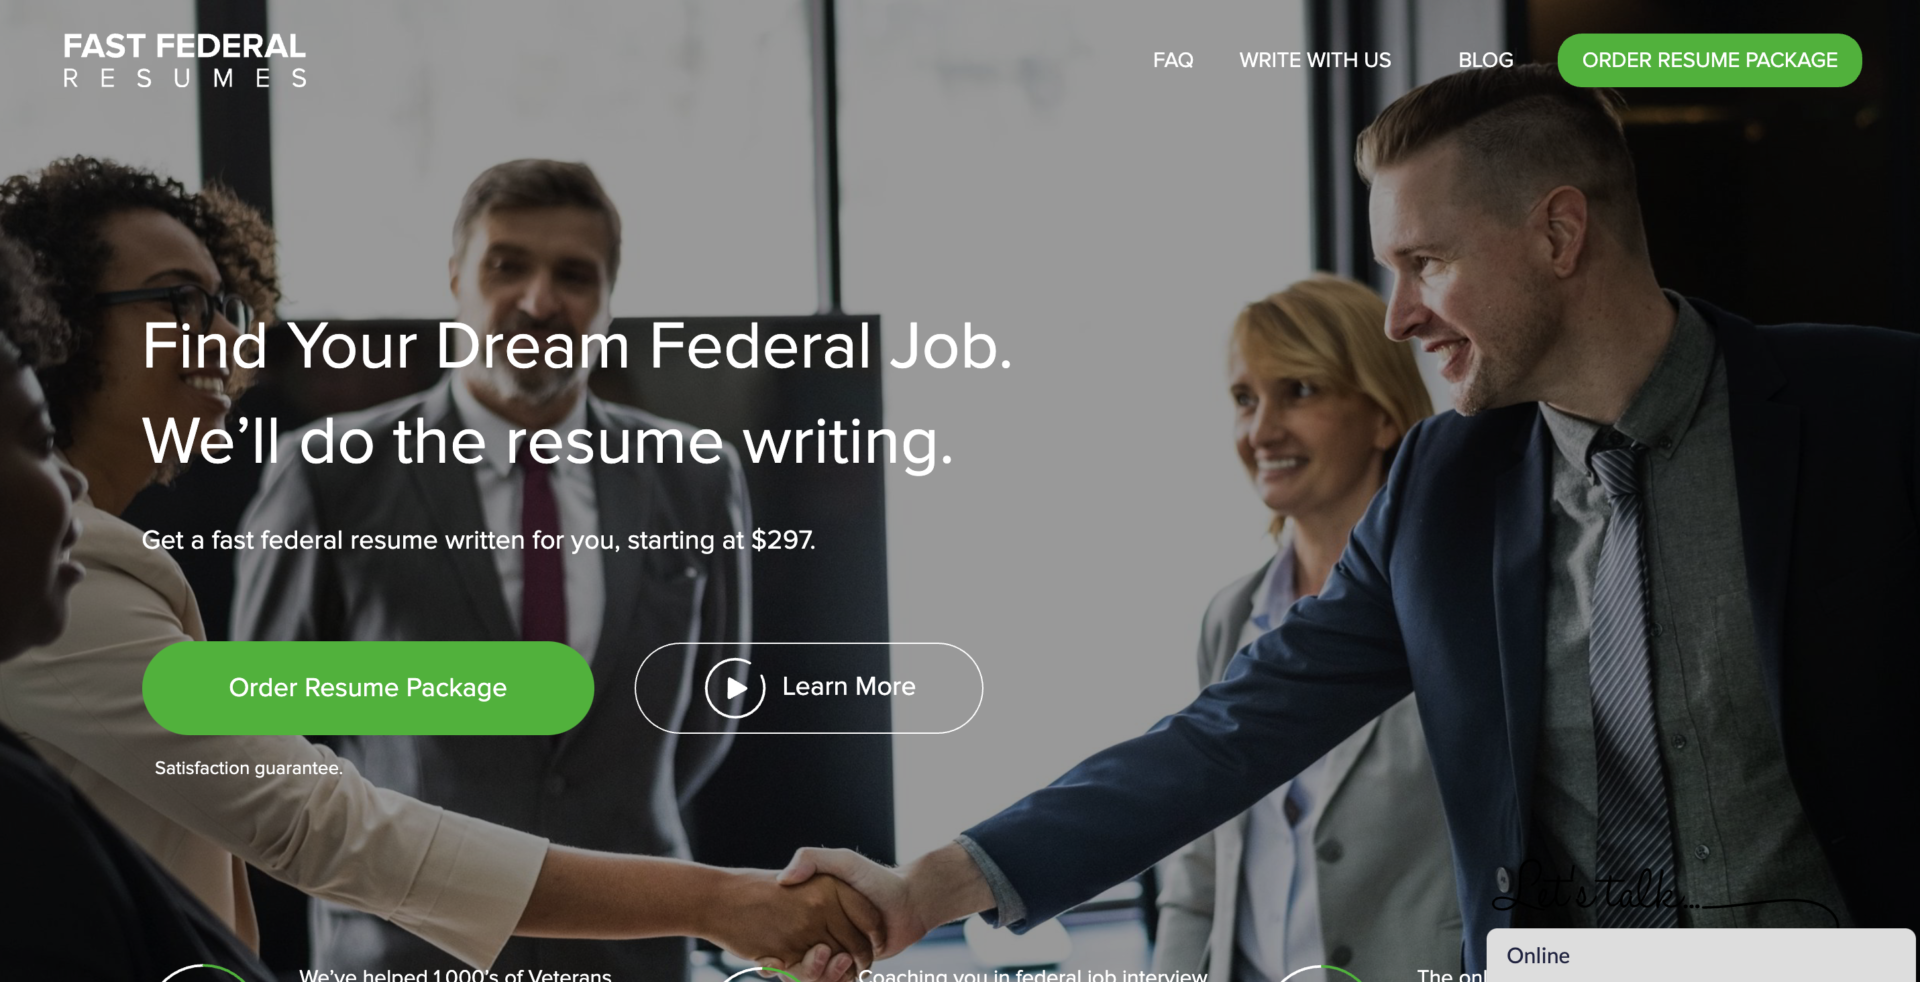 FAST FEDERAL
RESUMES
FAQ
WRITE WITH US
BLOG
ORDER RESUME PACKAGE
Find Your Dream Federal Job.
We’ll do the resume writing.
Get a fast federal resume written for you, starting at $297.
Order Resume Package
Learn More
Satisfaction guarantee.
Let's talk...
Online
We’ve helped 1,000’s of Veterans
Coaching you in federal job interview
The